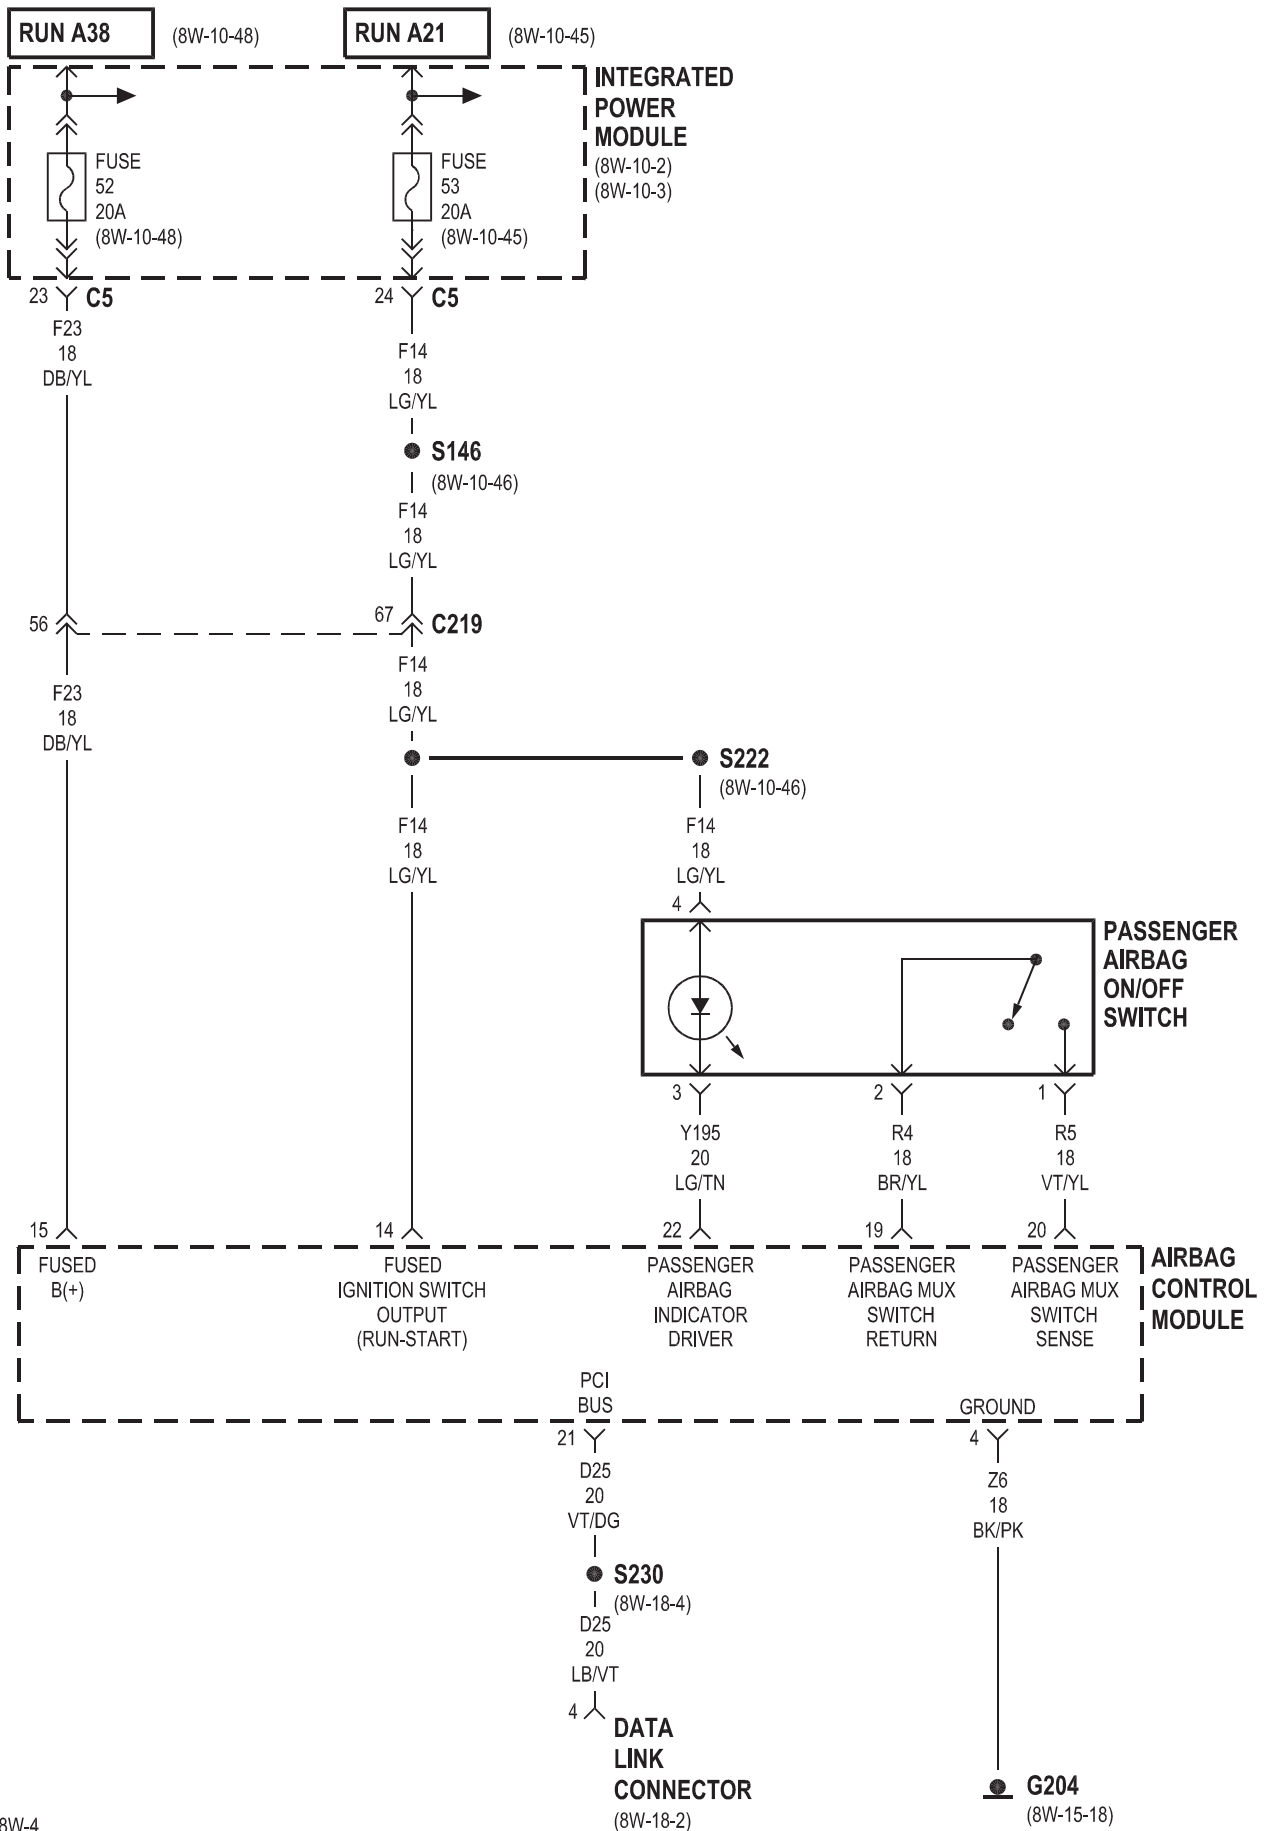 RUN A38
(8W-10-48)
RUN A21
(8W-10-45)
INTEGRATED
POWER
MODULE
(8W-10-2)
(8W-10-3)
FUSE
52
20A
(8W-10-48)
FUSE
53
20A
(8W-10-45)
23
C5
24
C5
F23
18
DB/YL
F14
18
LG/YL
S146
(8W-10-46)
F14
18
LG/YL
56
67
C219
F23
18
DB/YL
F14
18
LG/YL
S222
(8W-10-46)
F14
18
LG/YL
F14
18
LG/YL
4
PASSENGER
AIRBAG
ON/OFF
SWITCH
3
2
1
Y195
20
LG/TN
R4
18
BR/YL
R5
18
VT/YL
15
14
22
19
20
FUSED
B(+)
FUSED
IGNITION SWITCH
OUTPUT
(RUN-START)
PASSENGER
AIRBAG
INDICATOR
DRIVER
PASSENGER
AIRBAG MUX
SWITCH
RETURN
PASSENGER
AIRBAG MUX
SWITCH
SENSE
AIRBAG
CONTROL
MODULE
PCI
BUS
GROUND
21
4
D25
20
VT/DG
Z6
18
BK/PK
S230
(8W-18-4)
D25
20
LB/VT
4
DATA
LINK
CONNECTOR
(8W-18-2)
G204
(8W-15-18)
8W-4